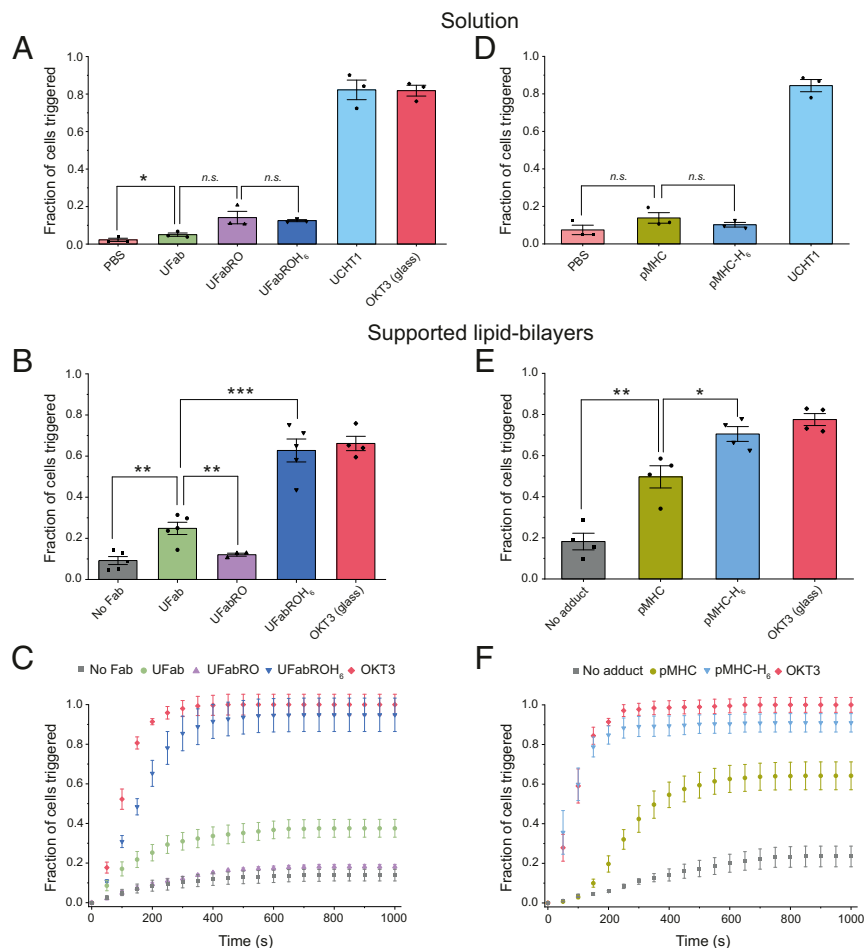 Solution
A
Fraction of cells triggered
1.0
0.8
0.6
0.4
0.2
0.0
*
n.s.
n.s.
PBS
UFab
UFabRO
UFabROH6
UCHT1
OKT3 (glass)
D
Fraction of cells triggered
1.0
0.8
0.6
0.4
0.2
0.0
n.s.
n.s.
PBS
pMHC
pMHC-H6
UCHT1
Supported lipid-bilayers
B
Fraction of cells triggered
1.0
0.8
0.6
0.4
0.2
0.0
***
**
**
No Fab
UFab
UFabRO
UFabROH6
OKT3 (glass)
E
Fraction of cells triggered
1.0
0.8
0.6
0.4
0.2
0.0
**
*
No adduct
pMHC
pMHC-H6
OKT3 (glass)
C
No Fab UFab UFabRO UFabROH6 OKT3
Fraction of cells triggered
1.0
0.8
0.6
0.4
0.2
0.0
0 200 400 600 800 1000
Time (s)
F
No adduct pMHC pMHC-H6 OKT3
Fraction of cells triggered
1.0
0.8
0.6
0.4
0.2
0.0
0 200 400 600 800 1000
Time (s)